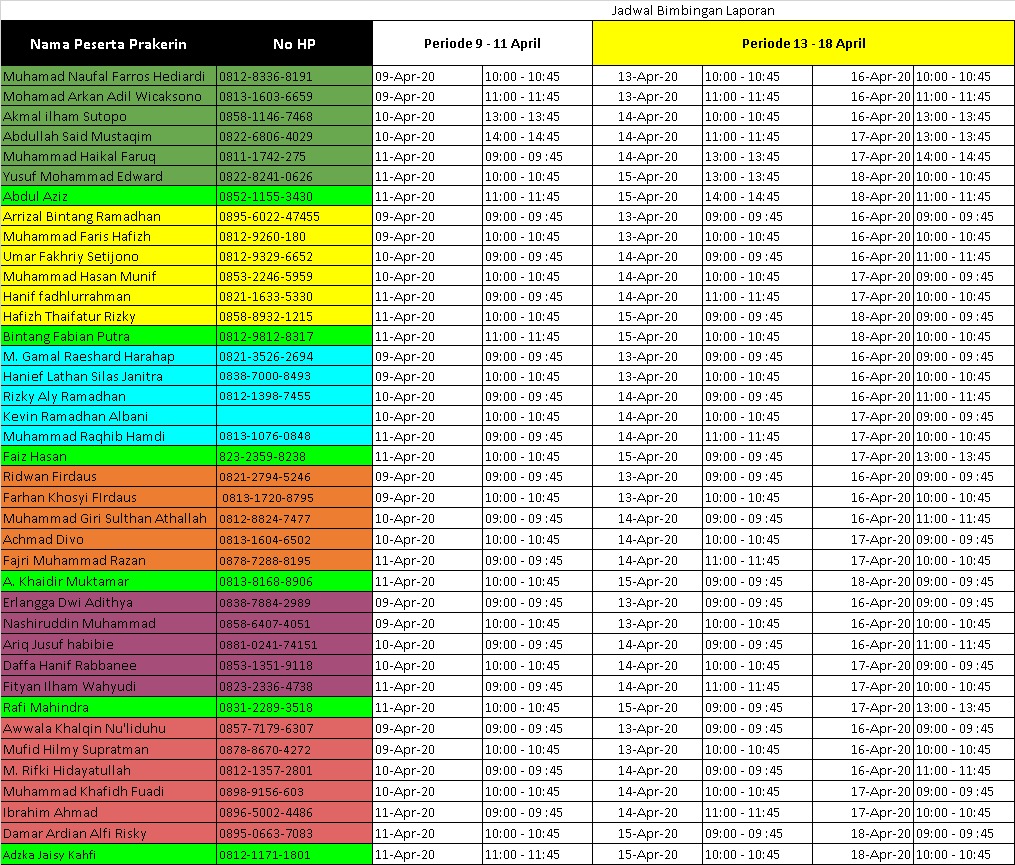 Jadwal Bimbingan Laporan
Nama Peserta Prakerin No HP Periode 9 - 11 April Periode 13 - 18 April
Muhamad Naufal Farros Hediardi 0812-8336-8191 09-Apr-20 10:00 - 10:45 13-Apr-20 10:00 - 10:45 16-Apr-20 10:00 - 10:45
Mohamad Arkan Adil Wicaksono 0813-1603-6659 09-Apr-20 11:00 - 11:45 13-Apr-20 11:00 - 11:45 16-Apr-20 11:00 - 11:45
Akmal ilham Sutopo 0858-1146-7468 10-Apr-20 13:00 - 13:45 14-Apr-20 10:00 - 10:45 16-Apr-20 13:00 - 13:45
Abdullah Said Mustaqim 0822-6806-4029 10-Apr-20 14:00 - 14:45 14-Apr-20 11:00 - 11:45 17-Apr-20 13:00 - 13:45
Muhammad Haikal Faruq 0811-1742-275 11-Apr-20 09:00 - 09:45 14-Apr-20 13:00 - 13:45 17-Apr-20 14:00 - 14:45
Yusuf Mohammad Edward 0822-8241-0626 11-Apr-20 10:00 - 10:45 15-Apr-20 13:00 - 13:45 18-Apr-20 10:00 - 10:45
Abdul Aziz 0852-1155-3430 11-Apr-20 11:00 - 11:45 15-Apr-20 14:00 - 14:45 18-Apr-20 11:00 - 11:45
Arrizal Bintang Ramadhan 0895-6022-47455 09-Apr-20 09:00 - 09:45 13-Apr-20 09:00 - 09:45 16-Apr-20 09:00 - 09:45
Muhammad Faris Hafizh 0812-9260-180 09-Apr-20 10:00 - 10:45 13-Apr-20 10:00 - 10:45 16-Apr-20 10:00 - 10:45
Umar Fakhriy Setijono 0812-9329-6652 10-Apr-20 09:00 - 09:45 14-Apr-20 09:00 - 09:45 16-Apr-20 11:00 - 11:45
Muhammad Hasan Munif 0853-2246-5959 10-Apr-20 10:00 - 10:45 14-Apr-20 10:00 - 10:45 17-Apr-20 09:00 - 09:45
Hanif fadhlurrahman 0821-1633-5330 11-Apr-20 09:00 - 09:45 14-Apr-20 11:00 - 11:45 17-Apr-20 10:00 - 10:45
Hafizh Thaifatur Rizky 0858-8932-1215 11-Apr-20 10:00 - 10:45 15-Apr-20 09:00 - 09:45 18-Apr-20 09:00 - 09:45
Bintang Fabian Putra 0812-9812-8317 11-Apr-20 11:00 - 11:45 15-Apr-20 10:00 - 10:45 18-Apr-20 10:00 - 10:45
M. Gamal Raeshard Harahap 0821-3526-2694 09-Apr-20 09:00 - 09:45 13-Apr-20 09:00 - 09:45 16-Apr-20 09:00 - 09:45
Hanief Lathan Silas Janitra 0838-7000-8493 09-Apr-20 10:00 - 10:45 13-Apr-20 10:00 - 10:45 16-Apr-20 10:00 - 10:45
Rizky Aly Ramadhan 0812-1398-7455 10-Apr-20 09:00 - 09:45 14-Apr-20 09:00 - 09:45 16-Apr-20 11:00 - 11:45
Kevin Ramadhan Albani 10-Apr-20 10:00 - 10:45 14-Apr-20 10:00 - 10:45 17-Apr-20 09:00 - 09:45
Muhammad Raqhib Hamdi 0813-1076-0848 11-Apr-20 09:00 - 09:45 14-Apr-20 11:00 - 11:45 17-Apr-20 10:00 - 10:45
Faiz Hasan 823-2359-8238 11-Apr-20 10:00 - 10:45 15-Apr-20 09:00 - 09:45 17-Apr-20 13:00 - 13:45
Ridwan Firdaus 0821-2794-5246 09-Apr-20 09:00 - 09:45 13-Apr-20 09:00 - 09:45 16-Apr-20 09:00 - 09:45
Farhan Khosyi FIrdaus 0813-1720-8795 09-Apr-20 10:00 - 10:45 13-Apr-20 10:00 - 10:45 16-Apr-20 10:00 - 10:45
Muhammad Giri Sulthan Athallah 0812-8824-7477 10-Apr-20 09:00 - 09:45 14-Apr-20 09:00 - 09:45 16-Apr-20 11:00 - 11:45
Achmad Divo 0813-1604-6502 10-Apr-20 10:00 - 10:45 14-Apr-20 10:00 - 10:45 17-Apr-20 09:00 - 09:45
Fajri Muhammad Razan 0878-7288-8195 11-Apr-20 09:00 - 09:45 14-Apr-20 11:00 - 11:45 17-Apr-20 10:00 - 10:45
A. Khaidir Muktamar 0813-8168-8906 11-Apr-20 10:00 - 10:45 15-Apr-20 09:00 - 09:45 18-Apr-20 09:00 - 09:45
Erlangga Dwi Adithya 0838-7884-2989 09-Apr-20 09:00 - 09:45 13-Apr-20 09:00 - 09:45 16-Apr-20 09:00 - 09:45
Nashiruddin Muhammad 0858-6407-4051 09-Apr-20 10:00 - 10:45 13-Apr-20 10:00 - 10:45 16-Apr-20 10:00 - 10:45
Ariq Jusuf habibie 0881-0241-74151 10-Apr-20 09:00 - 09:45 14-Apr-20 09:00 - 09:45 16-Apr-20 11:00 - 11:45
Daffa Hanif Rabbanee 0853-1351-9118 10-Apr-20 10:00 - 10:45 14-Apr-20 10:00 - 10:45 17-Apr-20 09:00 - 09:45
Fityan Ilham Wahyudi 0823-2336-4738 11-Apr-20 09:00 - 09:45 14-Apr-20 11:00 - 11:45 17-Apr-20 10:00 - 10:45
Rafi Mahindra 0831-2289-3518 11-Apr-20 10:00 - 10:45 15-Apr-20 09:00 - 09:45 17-Apr-20 13:00 - 13:45
Awwala Khalqin Nu'liduhu 0857-7179-6307 09-Apr-20 09:00 - 09:45 13-Apr-20 09:00 - 09:45 16-Apr-20 09:00 - 09:45
Mufid Hilmy Supratman 0878-8670-4272 09-Apr-20 10:00 - 10:45 13-Apr-20 10:00 - 10:45 16-Apr-20 10:00 - 10:45
M. Rifki Hidayatullah 0812-1357-2801 10-Apr-20 09:00 - 09:45 14-Apr-20 09:00 - 09:45 16-Apr-20 11:00 - 11:45
Muhammad Khafidh Fuadi 0898-9156-603 10-Apr-20 10:00 - 10:45 14-Apr-20 10:00 - 10:45 17-Apr-20 09:00 - 09:45
Ibrahim Ahmad 0896-5002-4486 11-Apr-20 09:00 - 09:45 14-Apr-20 11:00 - 11:45 17-Apr-20 10:00 - 10:45
Damar Ardian Alfi Risky 0895-0663-7083 11-Apr-20 10:00 - 10:45 15-Apr-20 09:00 - 09:45 18-Apr-20 09:00 - 09:45
Adzka Jaisy Kahfi 0812-1171-1801 11-Apr-20 11:00 - 11:45 15-Apr-20 10:00 - 10:45 18-Apr-20 10:00 - 10:45